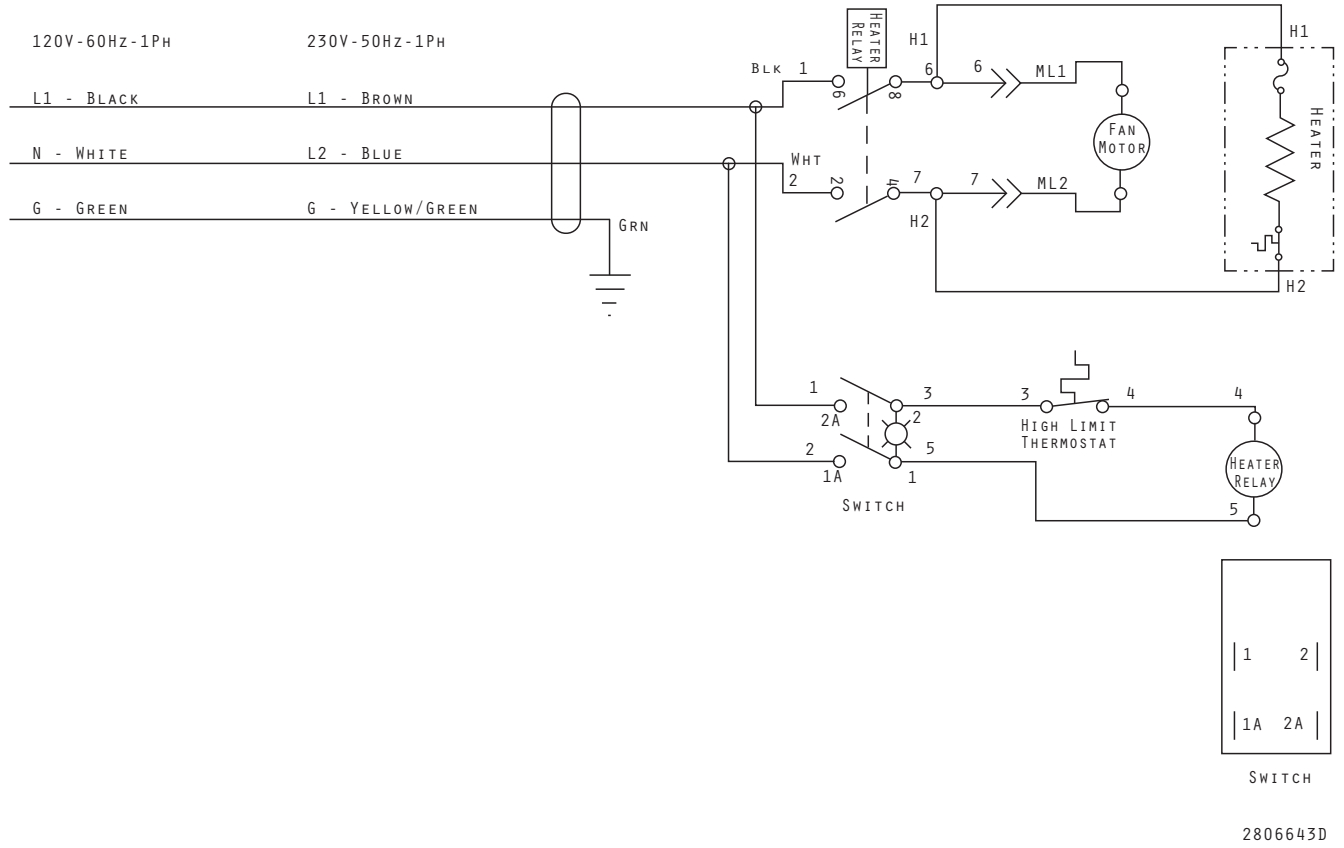 120V-60Hz-1Ph 230V-50Hz-1Ph
L1 - Black L1 - Brown
N - White L2 - Blue
G - Green G - Yellow/Green
Grn
Blk 1
Heater
Relay
6
8
H1
6
6
ML1
Fan
Motor
H1
Heater
H2
Wht
2
2
4
7
7
ML2
H2
1
2A
3
2
2
1A
5
1
Switch
3
High Limit
Thermostat
4
4
Heater
Relay
5
1 2
1A 2A
Switch
2806643D